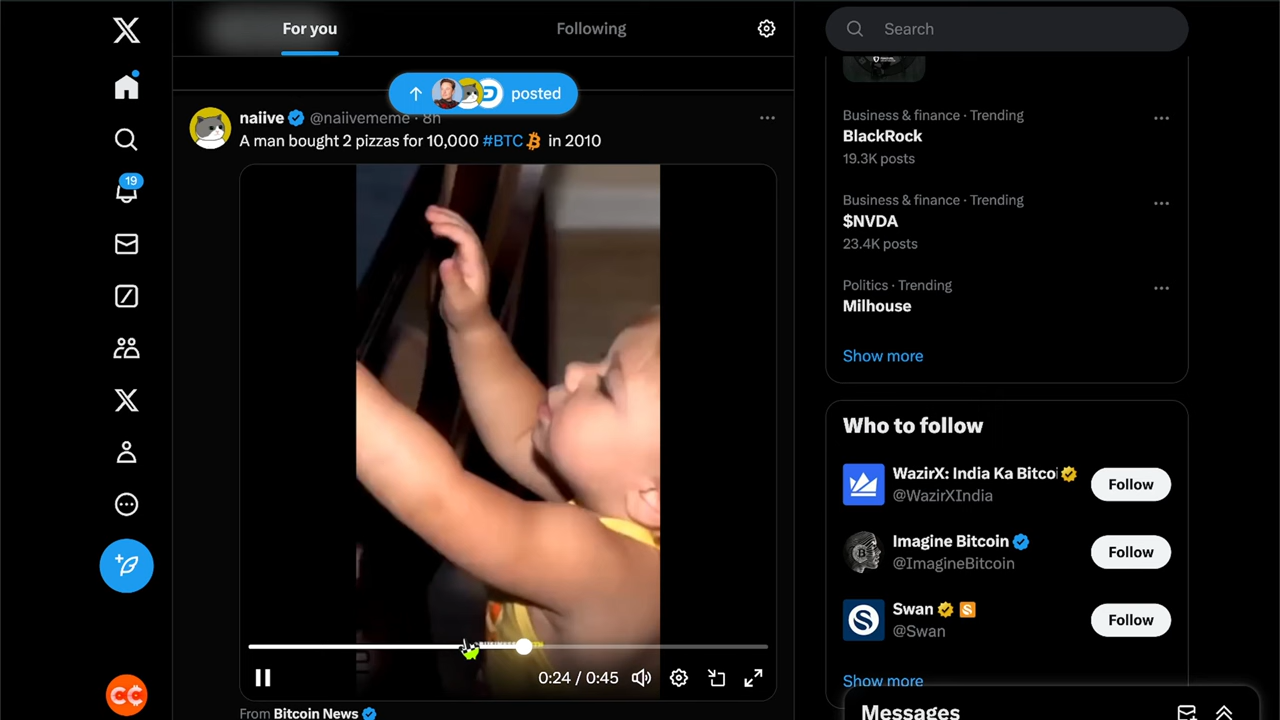 For you
Following
posted
naiive @naiivememe · 8h
A man bought 2 pizzas for 10,000 #BTC in 2010
0:24 / 0:45
From Bitcoin News
19
Search
Business & finance · Trending
BlackRock
19.3K posts
Business & finance · Trending
$NVDA
23.4K posts
Politics · Trending
Milhouse
Show more
Who to follow
WazirX: India Ka Bitco
@WazirXIndia
Follow
Imagine Bitcoin
@ImagineBitcoin
Follow
Swan
@Swan
Follow
Show more
Messages